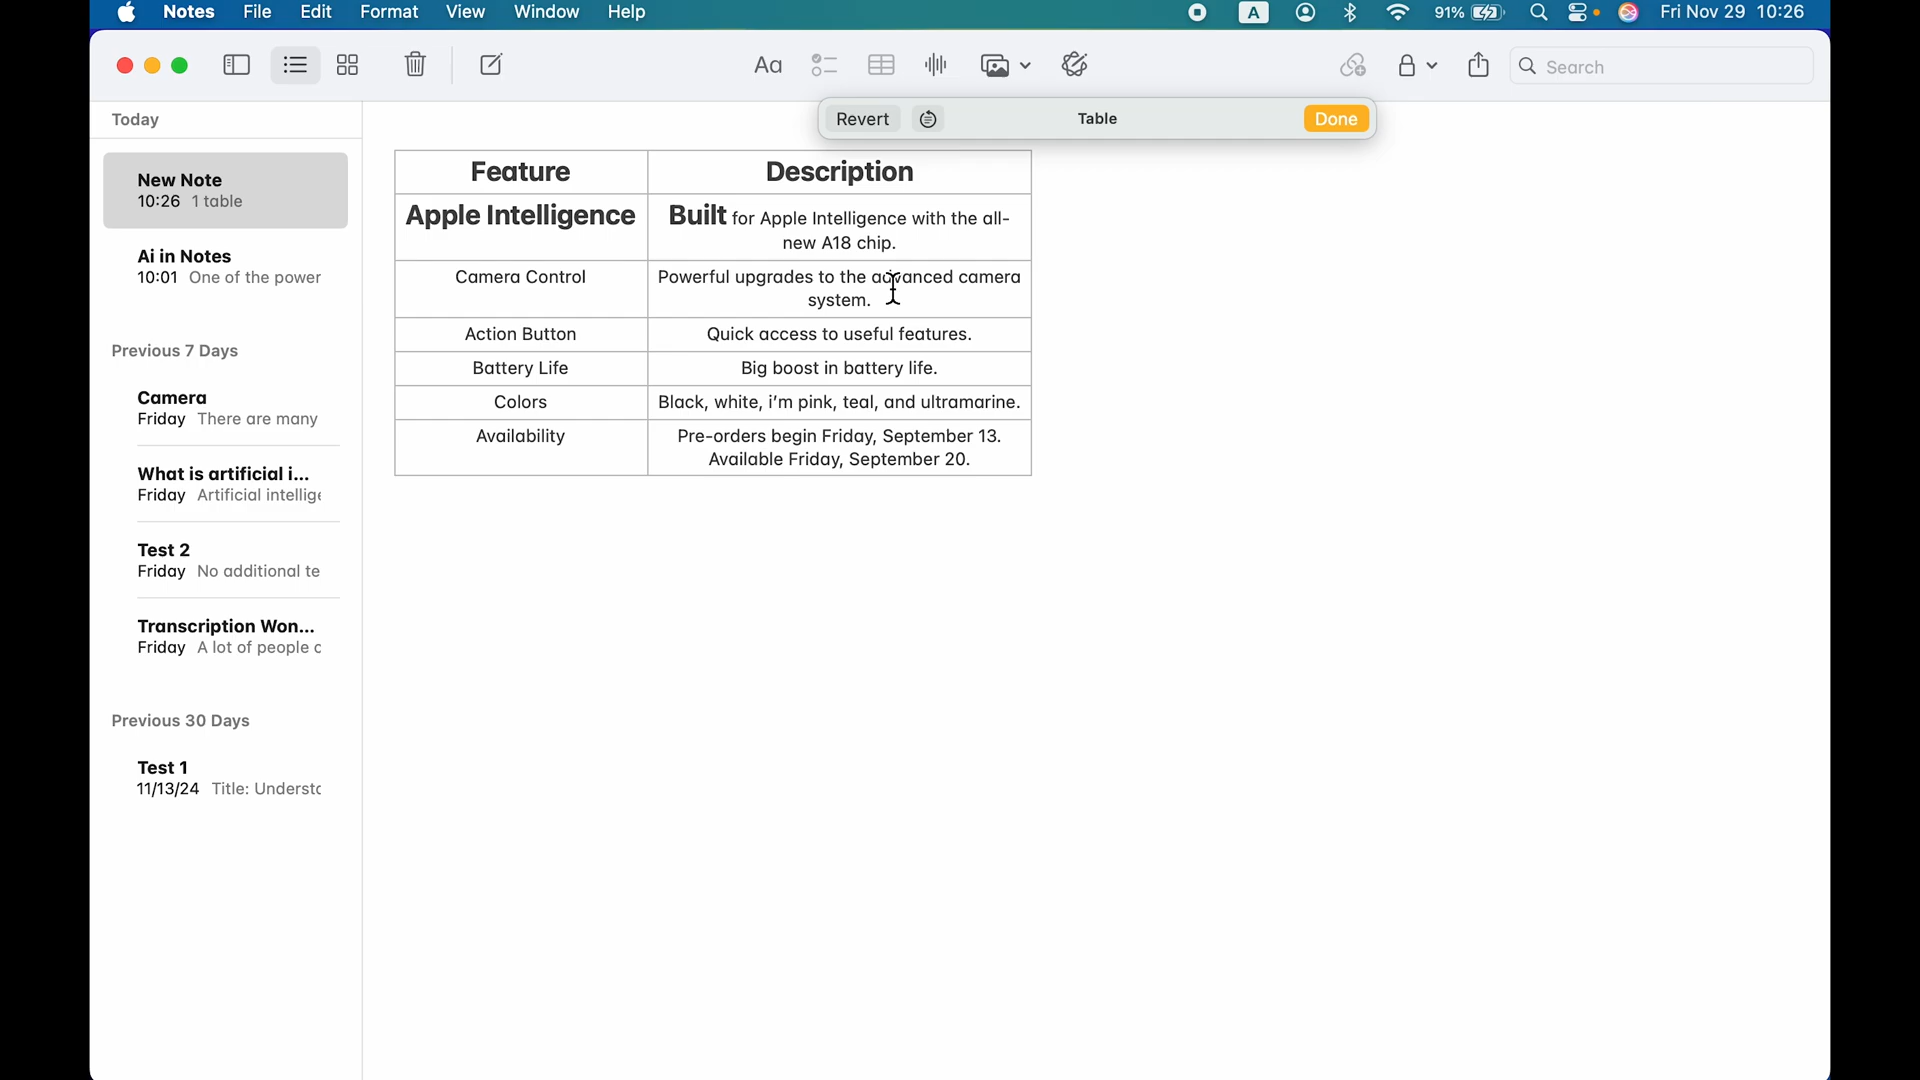 Notes File Edit Format View Window Help A 91% Fri Nov 29 10:26
Aa Search
Revert Table Done
Today
New Note
10:26 1 table
Ai in Notes
10:01 One of the power
Previous 7 Days
Camera
Friday There are many
What is artificial i...
Friday Artificial intellige
Test 2
Friday No additional te
Transcription Won...
Friday A lot of people c
Previous 30 Days
Test 1
11/13/24 Title: Understa
Feature Description
Apple Intelligence Built for Apple Intelligence with the all-
new A18 chip.
Camera Control Powerful upgrades to the advanced camera
system.
Action Button Quick access to useful features.
Battery Life Big boost in battery life.
Colors Black, white, i'm pink, teal, and ultramarine.
Availability Pre-orders begin Friday, September 13.
Available Friday, September 20.